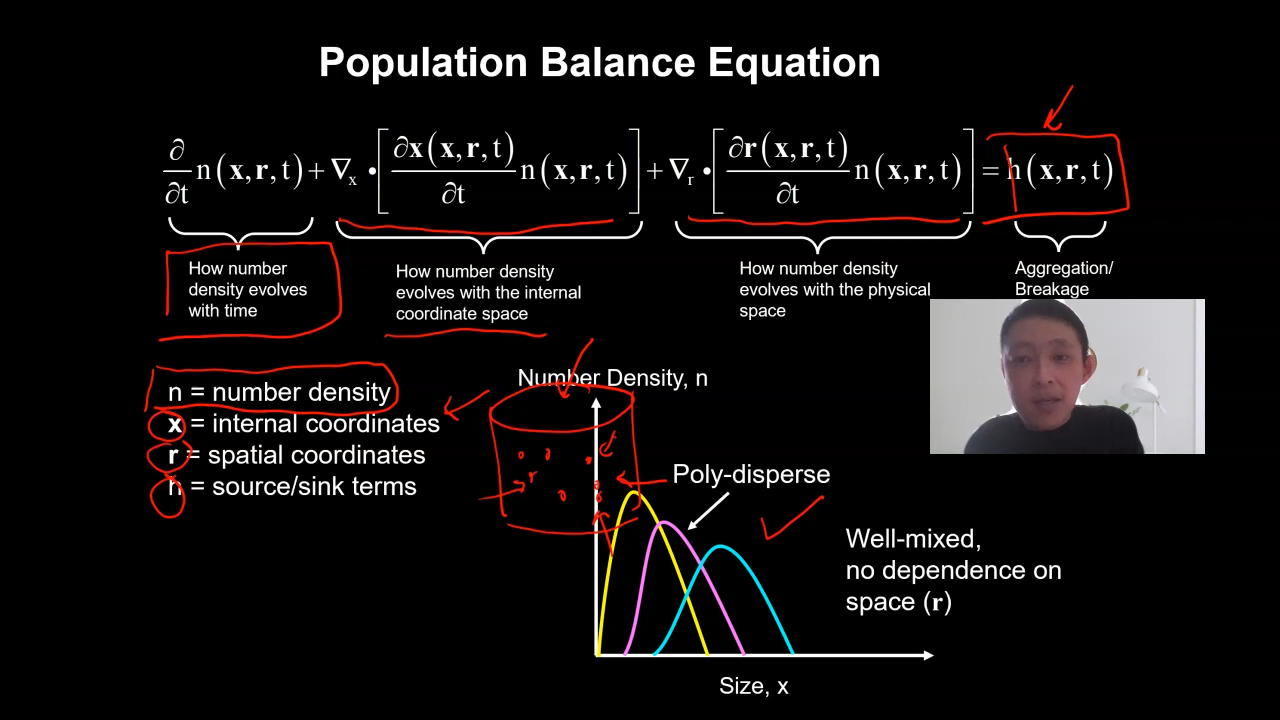 Population Balance Equation
∂/∂t n(x,r,t) + ∇x • [∂x(x,r,t)/∂t n(x,r,t)] + ∇r • [∂r(x,r,t)/∂t n(x,r,t)] = h(x,r,t)
How number
density evolves
with time
How number density
evolves with the internal
coordinate space
How number density
evolves with the physical
space
Aggregation/
Breakage
n = number density
x = internal coordinates
r = spatial coordinates
h = source/sink terms
Number Density, n
Poly-disperse
Well-mixed,
no dependence on
space (r)
Size, x